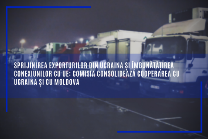 SPRIJINIREA EXPORTURILOR DIN UCRAINA ȘI ÎMBUNĂTĂȚIREA
CONEXIUNILOR CU UE: COMISIA CONSOLIDEAZĂ COOPERAREA CU
UCRAINA ȘI CU MOLDOVA